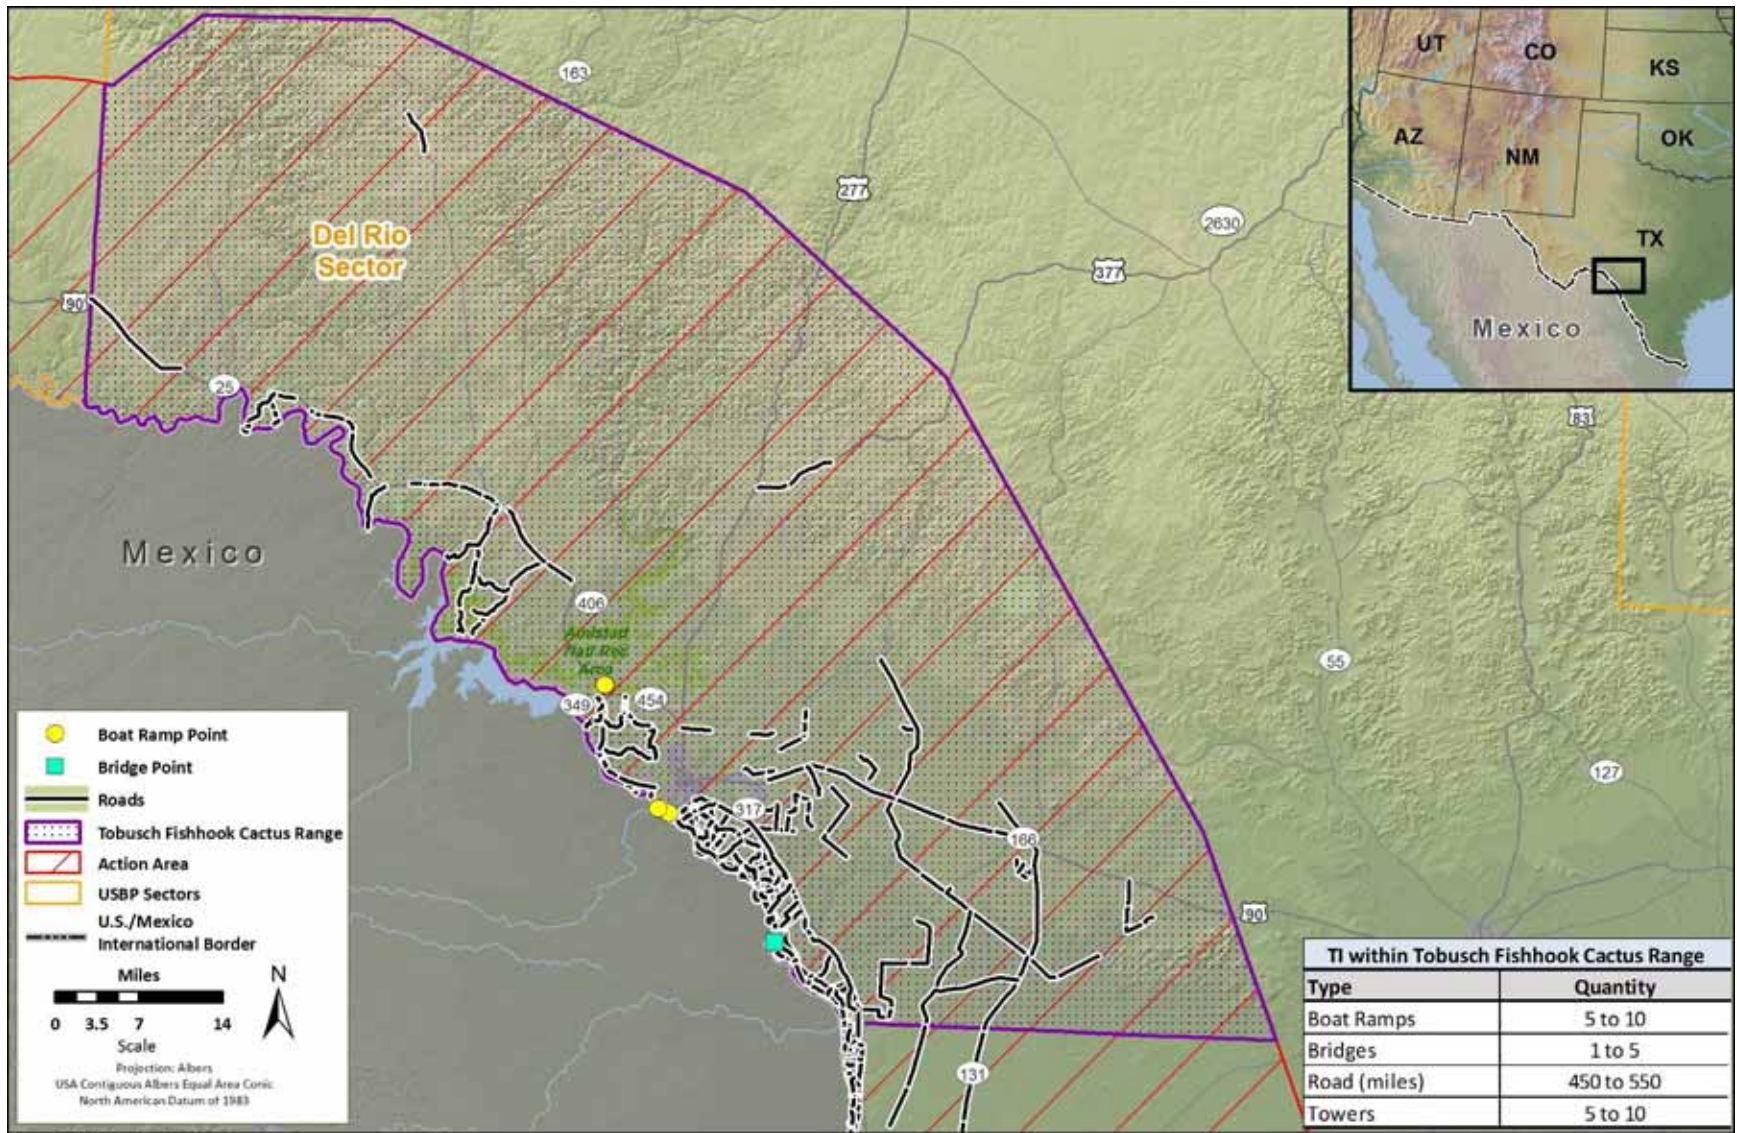 163
277
2630
377
Del Rio
Sector
90
25
83
Mexico
406
Amistad
Natl Rec
Area
349
454
55
127
317
166
90
131
UT
CO
KS
AZ
NM
OK
TX
Mexico
Boat Ramp Point
Bridge Point
Roads
Tobusch Fishhook Cactus Range
Action Area
USBP Sectors
U.S./Mexico
International Border
Miles
N
0 3.5 7 14
Scale
Projection: Albers
USA Contiguous Albers Equal Area Conic
North American Datum of 1983
TI within Tobusch Fishhook Cactus Range
Type Quantity
Boat Ramps 5 to 10
Bridges 1 to 5
Road (miles) 450 to 550
Towers 5 to 10